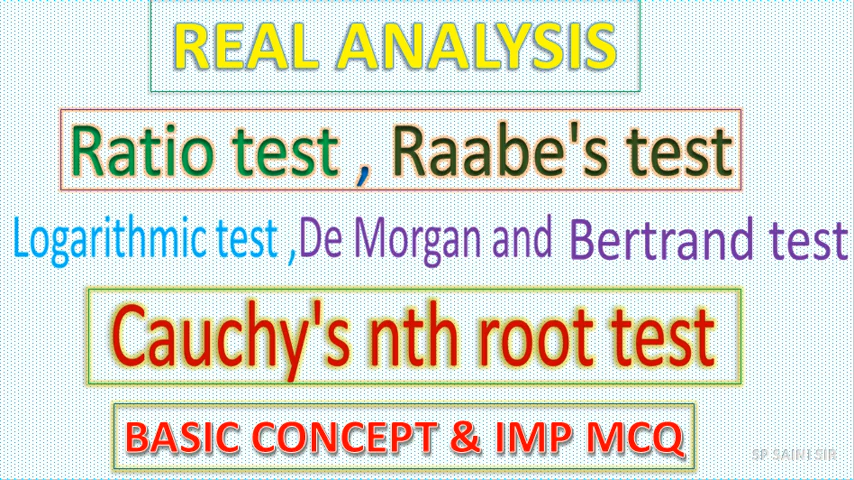 REAL ANALYSIS
Ratio test , Raabe's test
Logarithmic test ,De Morgan and Bertrand test
Cauchy's nth root test
BASIC CONCEPT & IMP MCQ
SP SAINI SIR